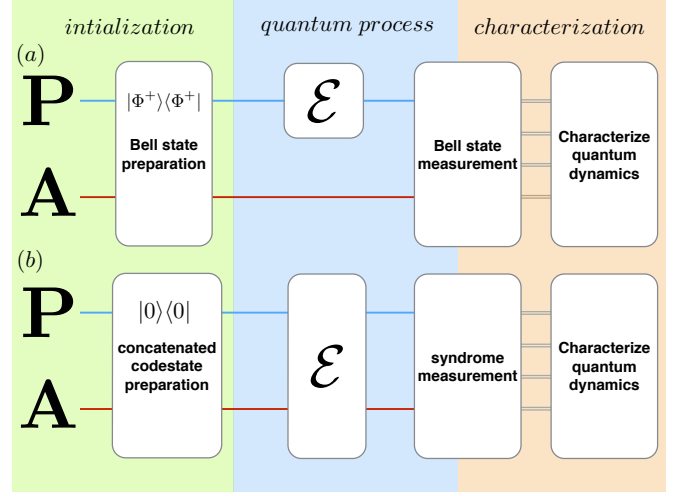 intialization quantum process characterization
(a)
P |Φ⁺⟩⟨Φ⁺| ℰ
Bell state
preparation
Bell state
measurement
Characterize
quantum
dynamics
A
(b)
P |0⟩⟨0|
concatenated
codestate
preparation
ℰ
syndrome
measurement
Characterize
quantum
dynamics
A